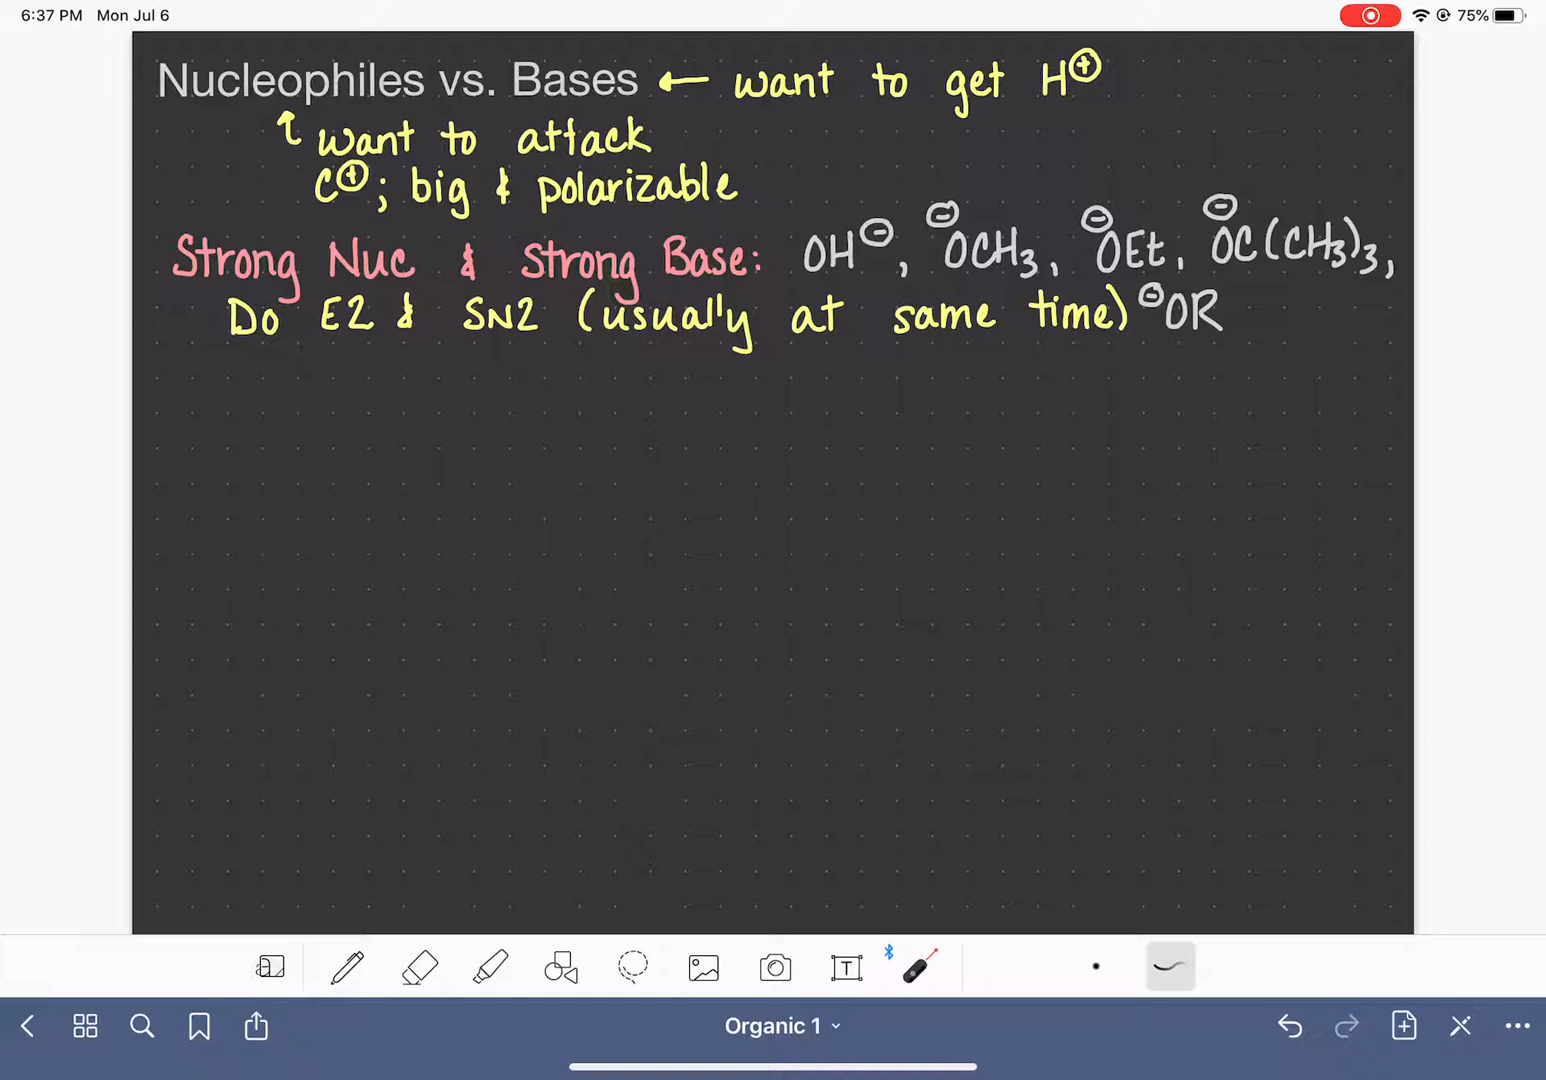 6:37 PM Mon Jul 6
75%
Nucleophiles vs. Bases ← want to get H⊕
↑ want to attack
C⊕; big & polarizable
Strong Nuc & Strong Base: OH⊖, ⊖OCH₃, ⊖OEt, ⊖OC(CH₃)₃,
Do E2 & SN2 (usually at same time) ⊖OR
T
Organic 1